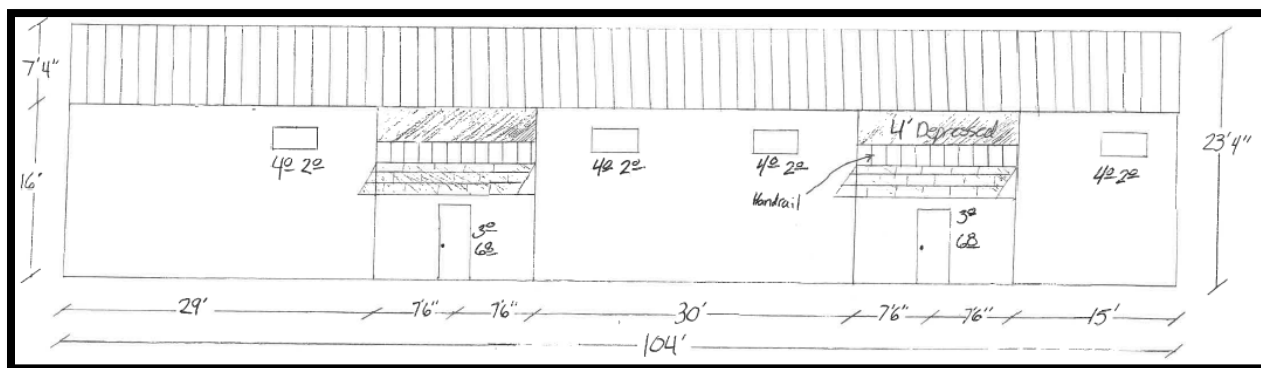 7'4"
16'
4' Depressed
23'4"
4º 2º
4º 2º
4º 2º
4º 2º
Handrail
3º
6⁸
3º
6⁸
29'
7'6"
7'6"
30'
7'6"
7'6"
15'
104'